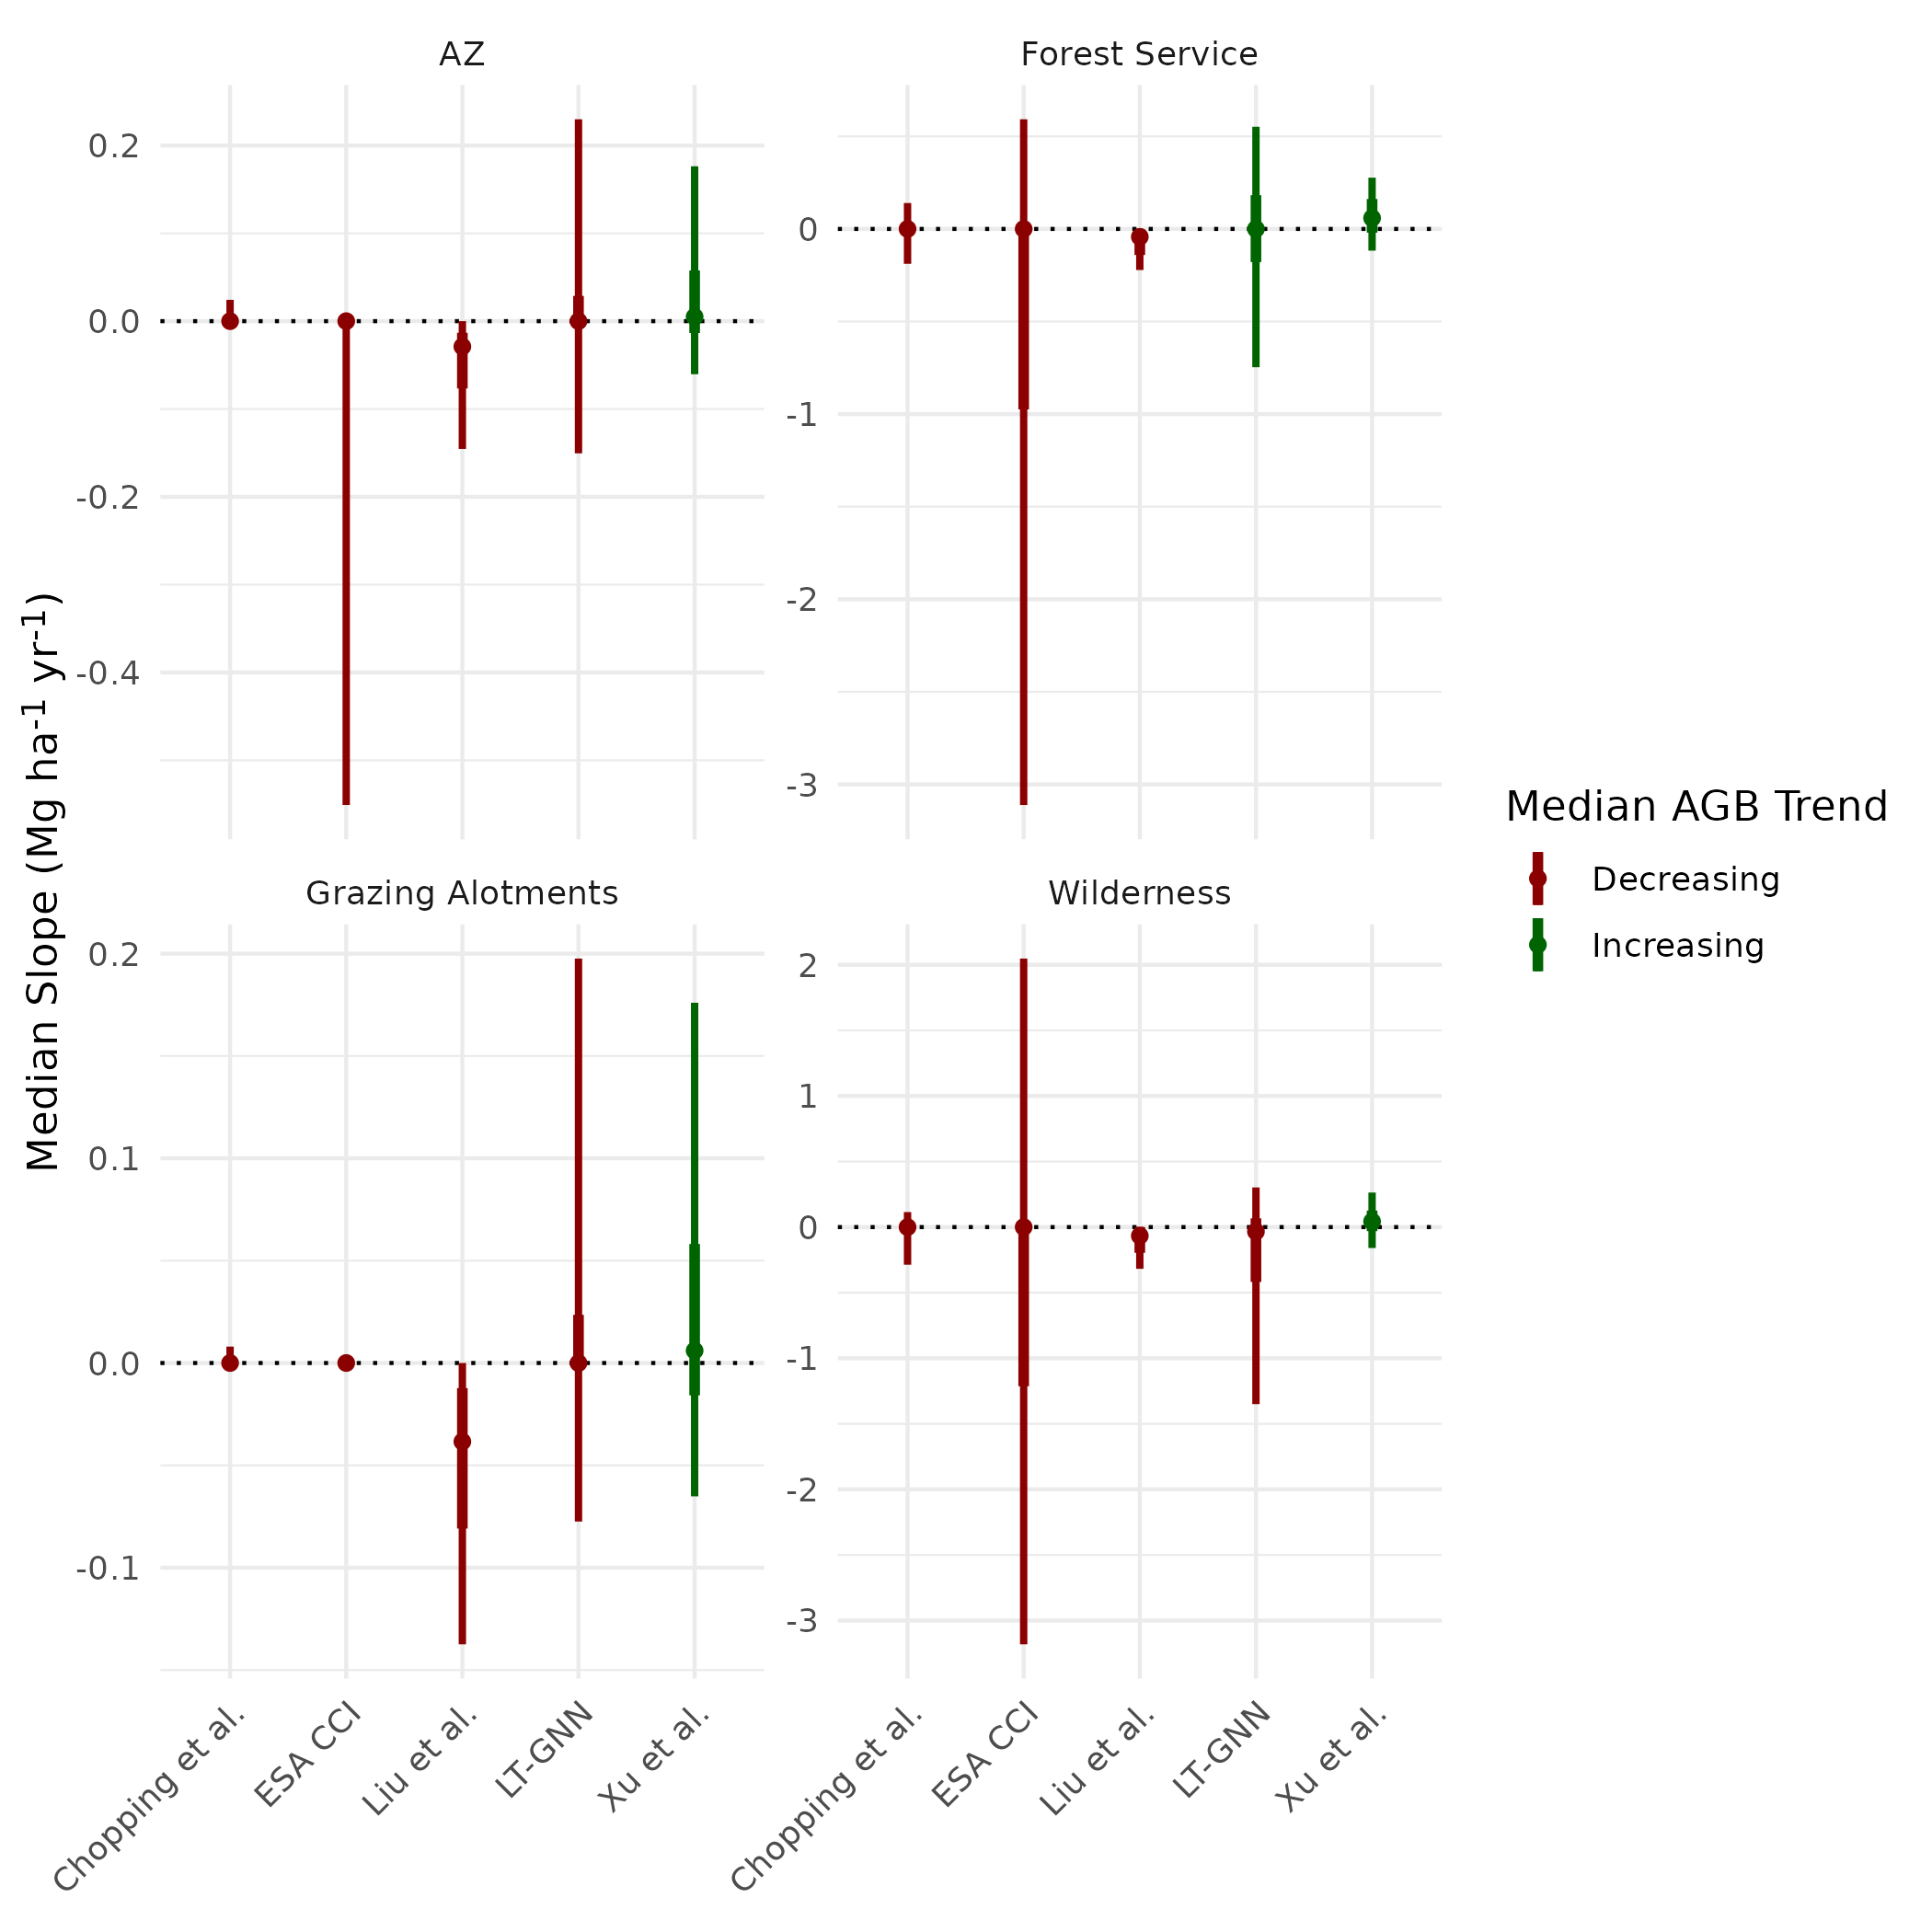 AZ
Forest Service
0.2
0.0
-0.2
-0.4
0
-1
-2
-3
Median Slope (Mg ha-1 yr-1)
Grazing Alotments
Wilderness
0.2
0.1
0.0
-0.1
2
1
0
-1
-2
-3
Chopping et al.
ESA CCI
Liu et al.
LT-GNN
Xu et al.
Chopping et al.
ESA CCI
Liu et al.
LT-GNN
Xu et al.
Median AGB Trend
Decreasing
Increasing